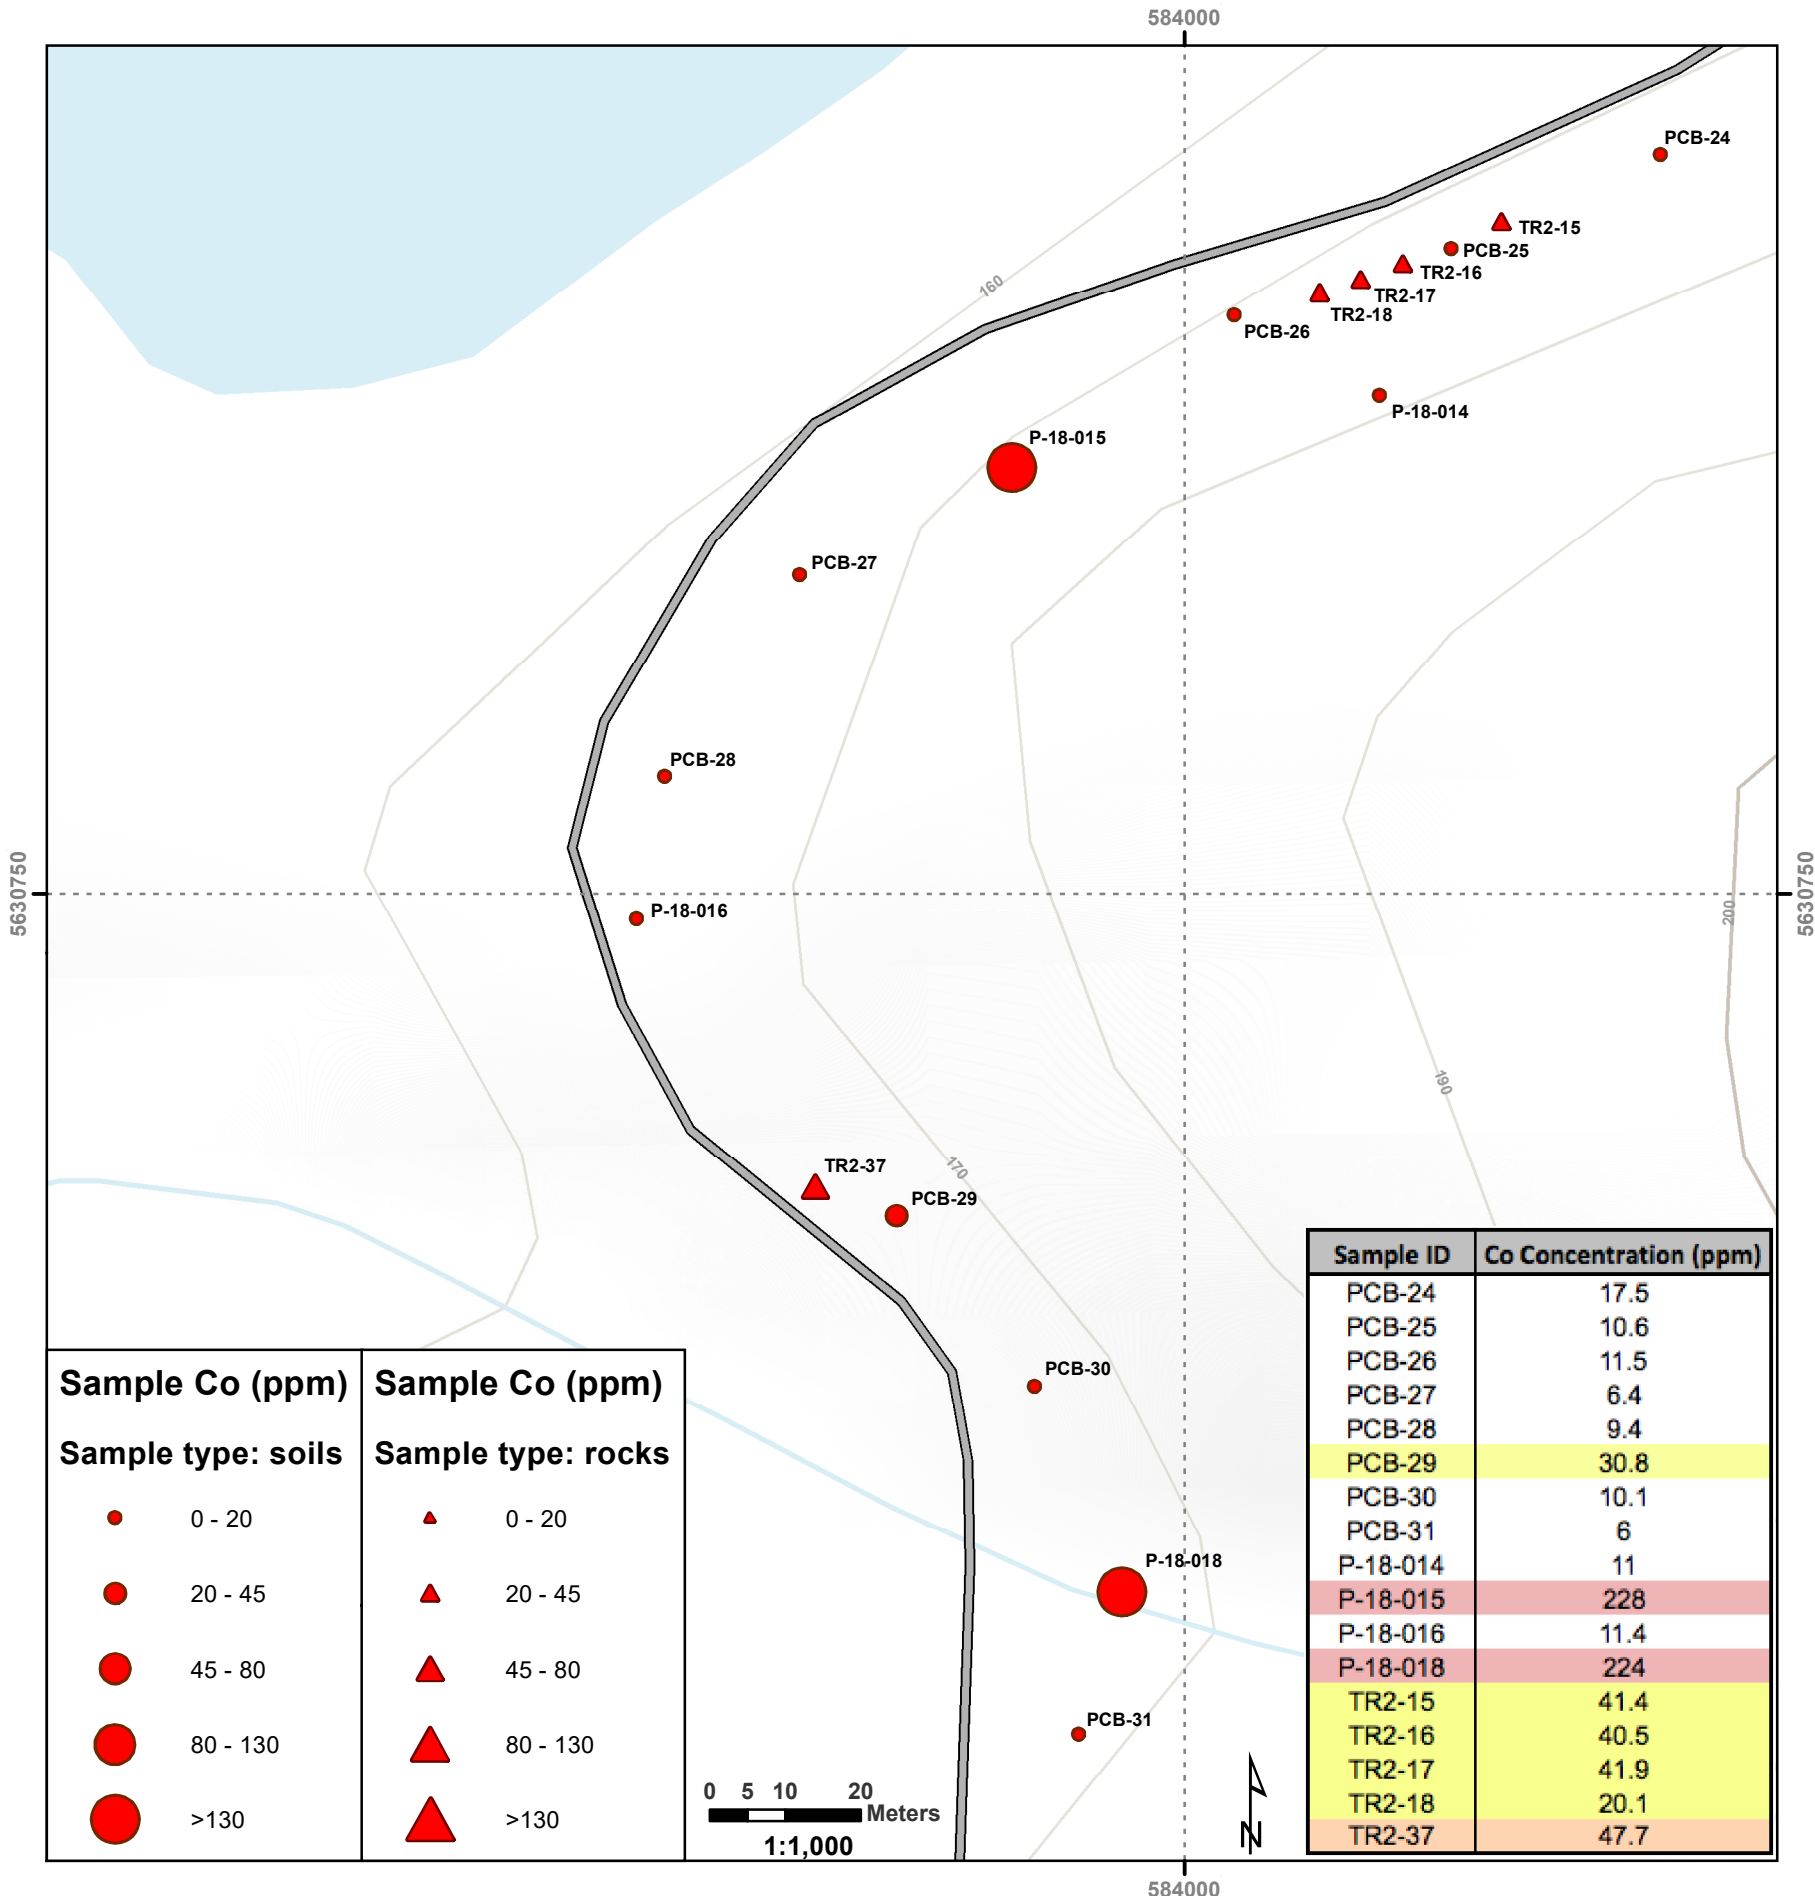 584000
PCB-24
TR2-15
PCB-25
TR2-16
160
TR2-17
TR2-18
PCB-26
P-18-014
P-18-015
PCB-27
PCB-28
5630750
5630750
P-18-016
200
190
TR2-37
170
PCB-29
PCB-30
P-18-018
PCB-31
Sample ID Co Concentration (ppm)
PCB-24 17.5
PCB-25 10.6
PCB-26 11.5
PCB-27 6.4
PCB-28 9.4
PCB-29 30.8
PCB-30 10.1
PCB-31 6
P-18-014 11
P-18-015 228
P-18-016 11.4
P-18-018 224
TR2-15 41.4
TR2-16 40.5
TR2-17 41.9
TR2-18 20.1
TR2-37 47.7
Sample Co (ppm)
Sample type: soils
0 - 20
20 - 45
45 - 80
80 - 130
>130
Sample Co (ppm)
Sample type: rocks
0 - 20
20 - 45
45 - 80
80 - 130
>130
0 5 10 20
Meters
1:1,000
N
584000